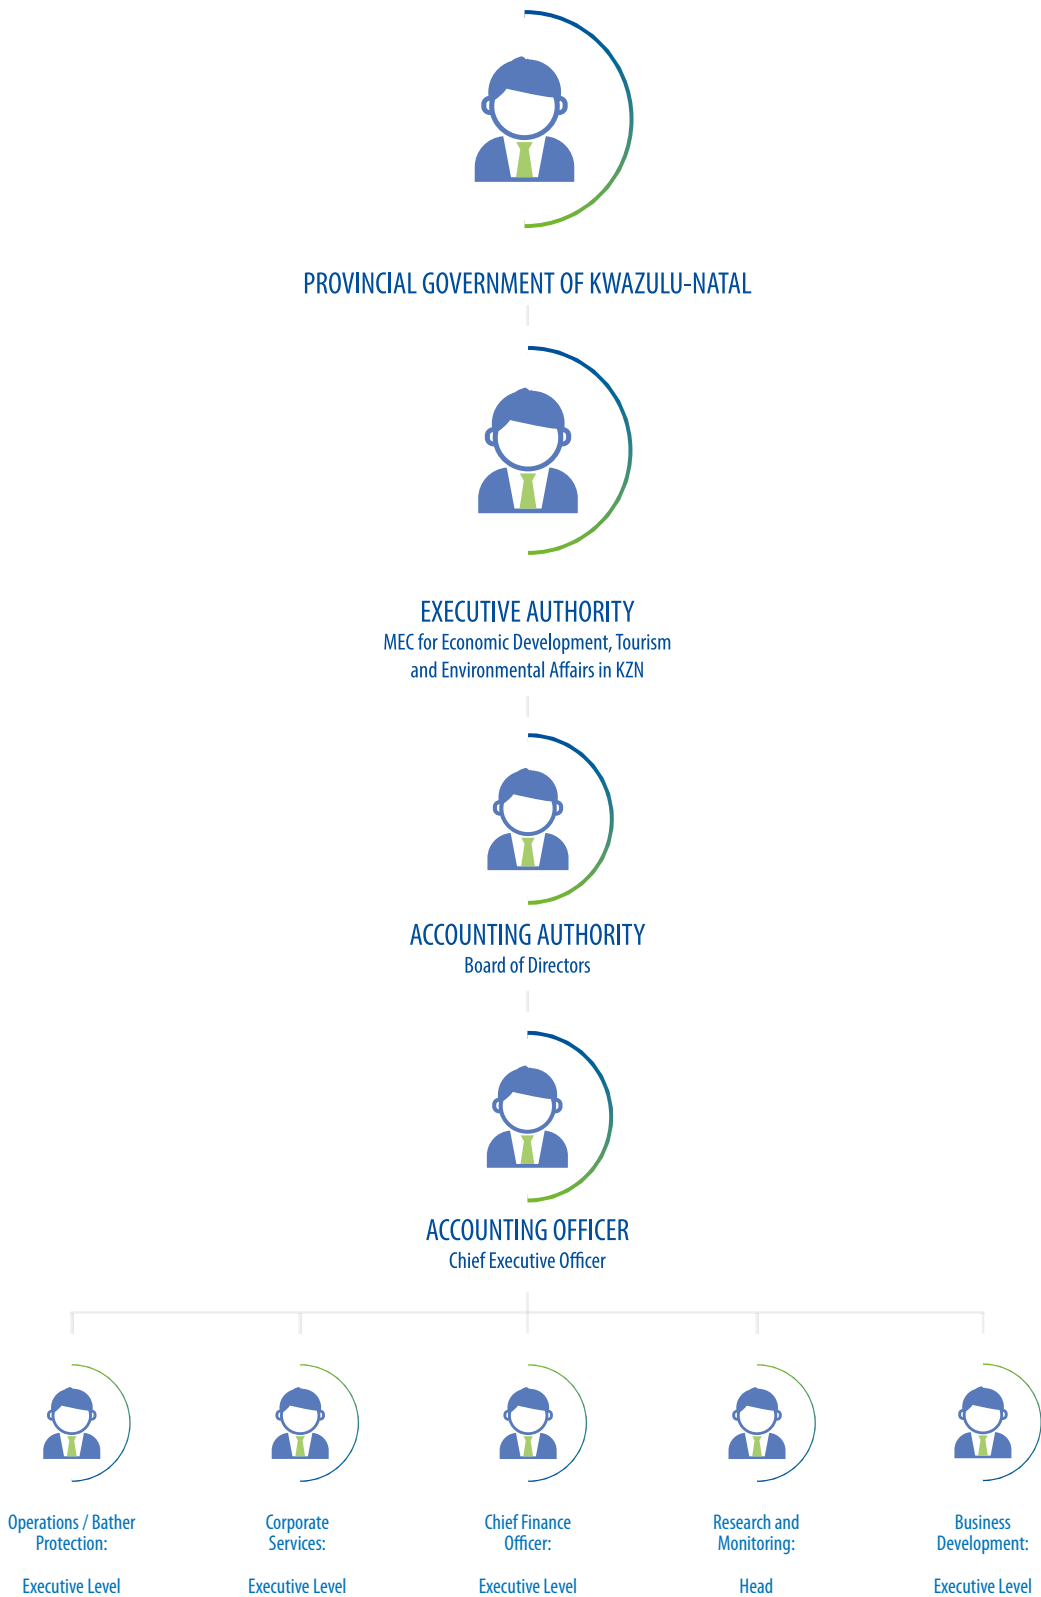 PROVINCIAL GOVERNMENT OF KWAZULU-NATAL
EXECUTIVE AUTHORITY
MEC for Economic Development, Tourism
and Environmental Affairs in KZN
ACCOUNTING AUTHORITY
Board of Directors
ACCOUNTING OFFICER
Chief Executive Officer
Operations / Bather
Protection:
Executive Level
Corporate
Services:
Executive Level
Chief Finance
Officer:
Executive Level
Research and
Monitoring:
Head
Business
Development:
Executive Level